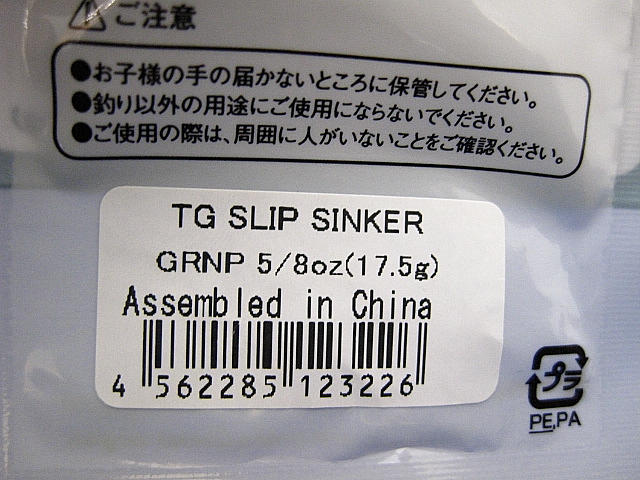 ご注意
●お子様の手の届かないところに保管してください。
●釣り以外の用途にご使用にならないでください。
●ご使用の際は、周囲に人がいないことをご確認ください。
TG SLIP SINKER
GRNP 5/8oz(17.5g)
Assembled in China
4 562285 123226
プラ
PE,PA